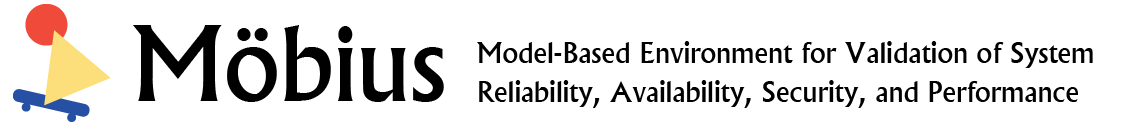 Möbius
Model-Based Environment for Validation of System
Reliability, Availability, Security, and Performance